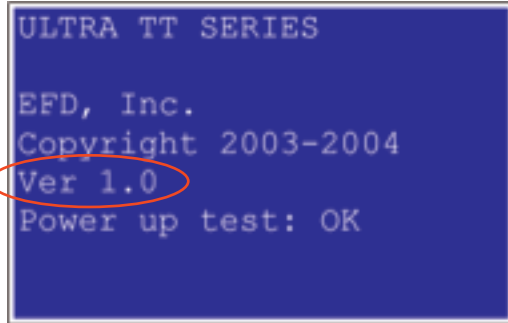 ULTRA TT SERIES
EFD, Inc.
Copyright 2003-2004
Ver 1.0
Power up test: OK